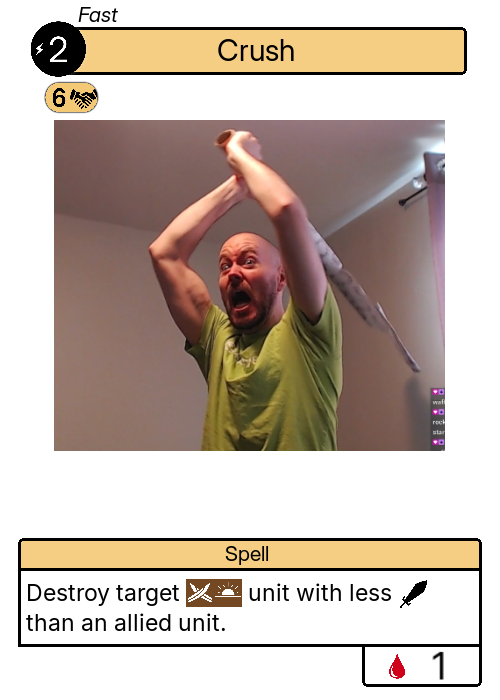 Fast
2
Crush
6
Spell
Destroy target unit with less
than an allied unit.
1